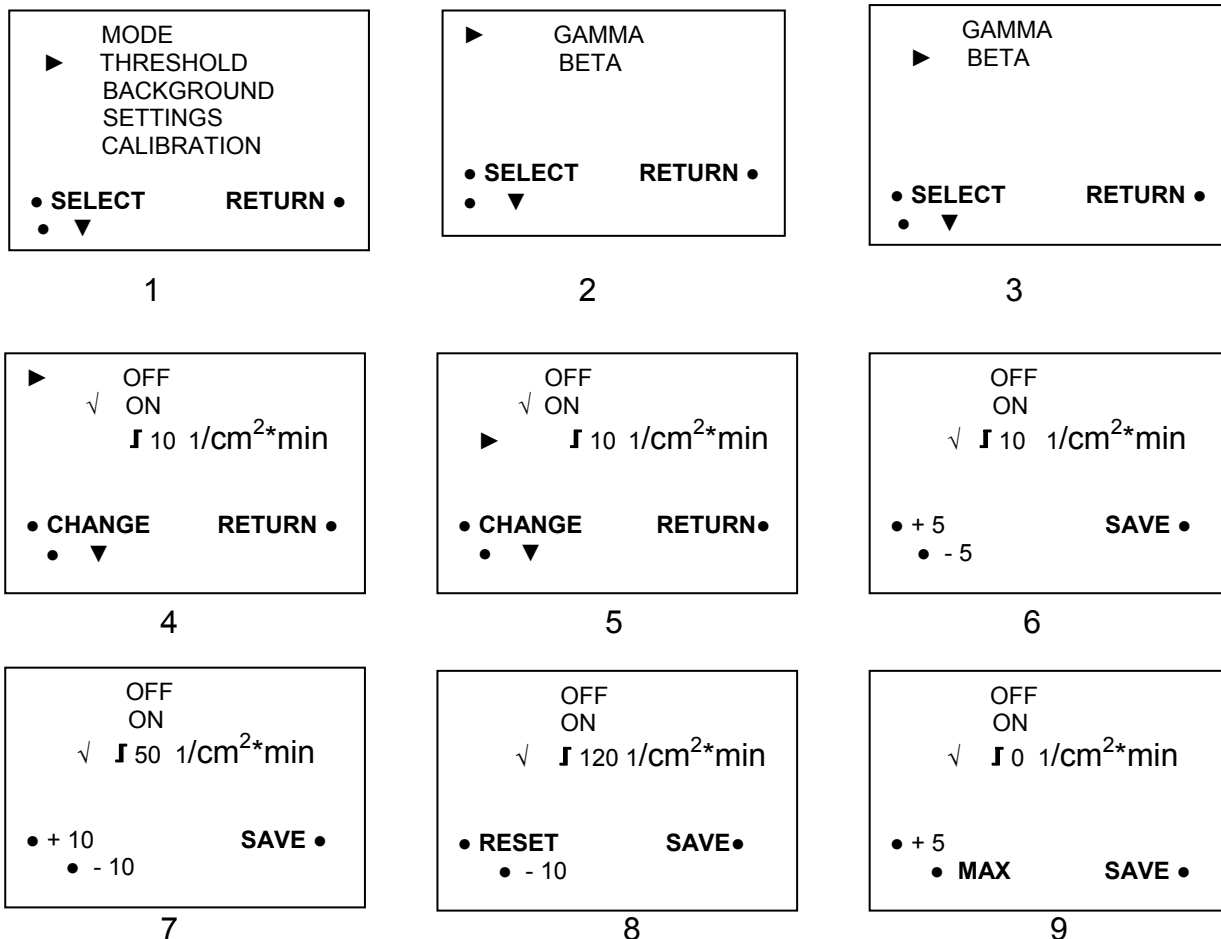 MODE
► THRESHOLD
BACKGROUND
SETTINGS
CALIBRATION
● SELECT RETURN ●
● ▼
1
► GAMMA
BETA
● SELECT RETURN ●
● ▼
2
GAMMA
► BETA
● SELECT RETURN ●
● ▼
3
► OFF
√ ON
ʃ 10 1/cm²*min
● CHANGE RETURN ●
● ▼
4
OFF
√ ON
► ʃ 10 1/cm²*min
● CHANGE RETURN●
● ▼
5
OFF
ON
√ ʃ 10 1/cm²*min
● + 5 SAVE ●
● - 5
6
OFF
ON
√ ʃ 50 1/cm²*min
● + 10 SAVE ●
● - 10
7
OFF
ON
√ ʃ 120 1/cm²*min
● RESET SAVE●
● - 10
8
OFF
ON
√ ʃ 0 1/cm²*min
● + 5
● MAX SAVE ●
9